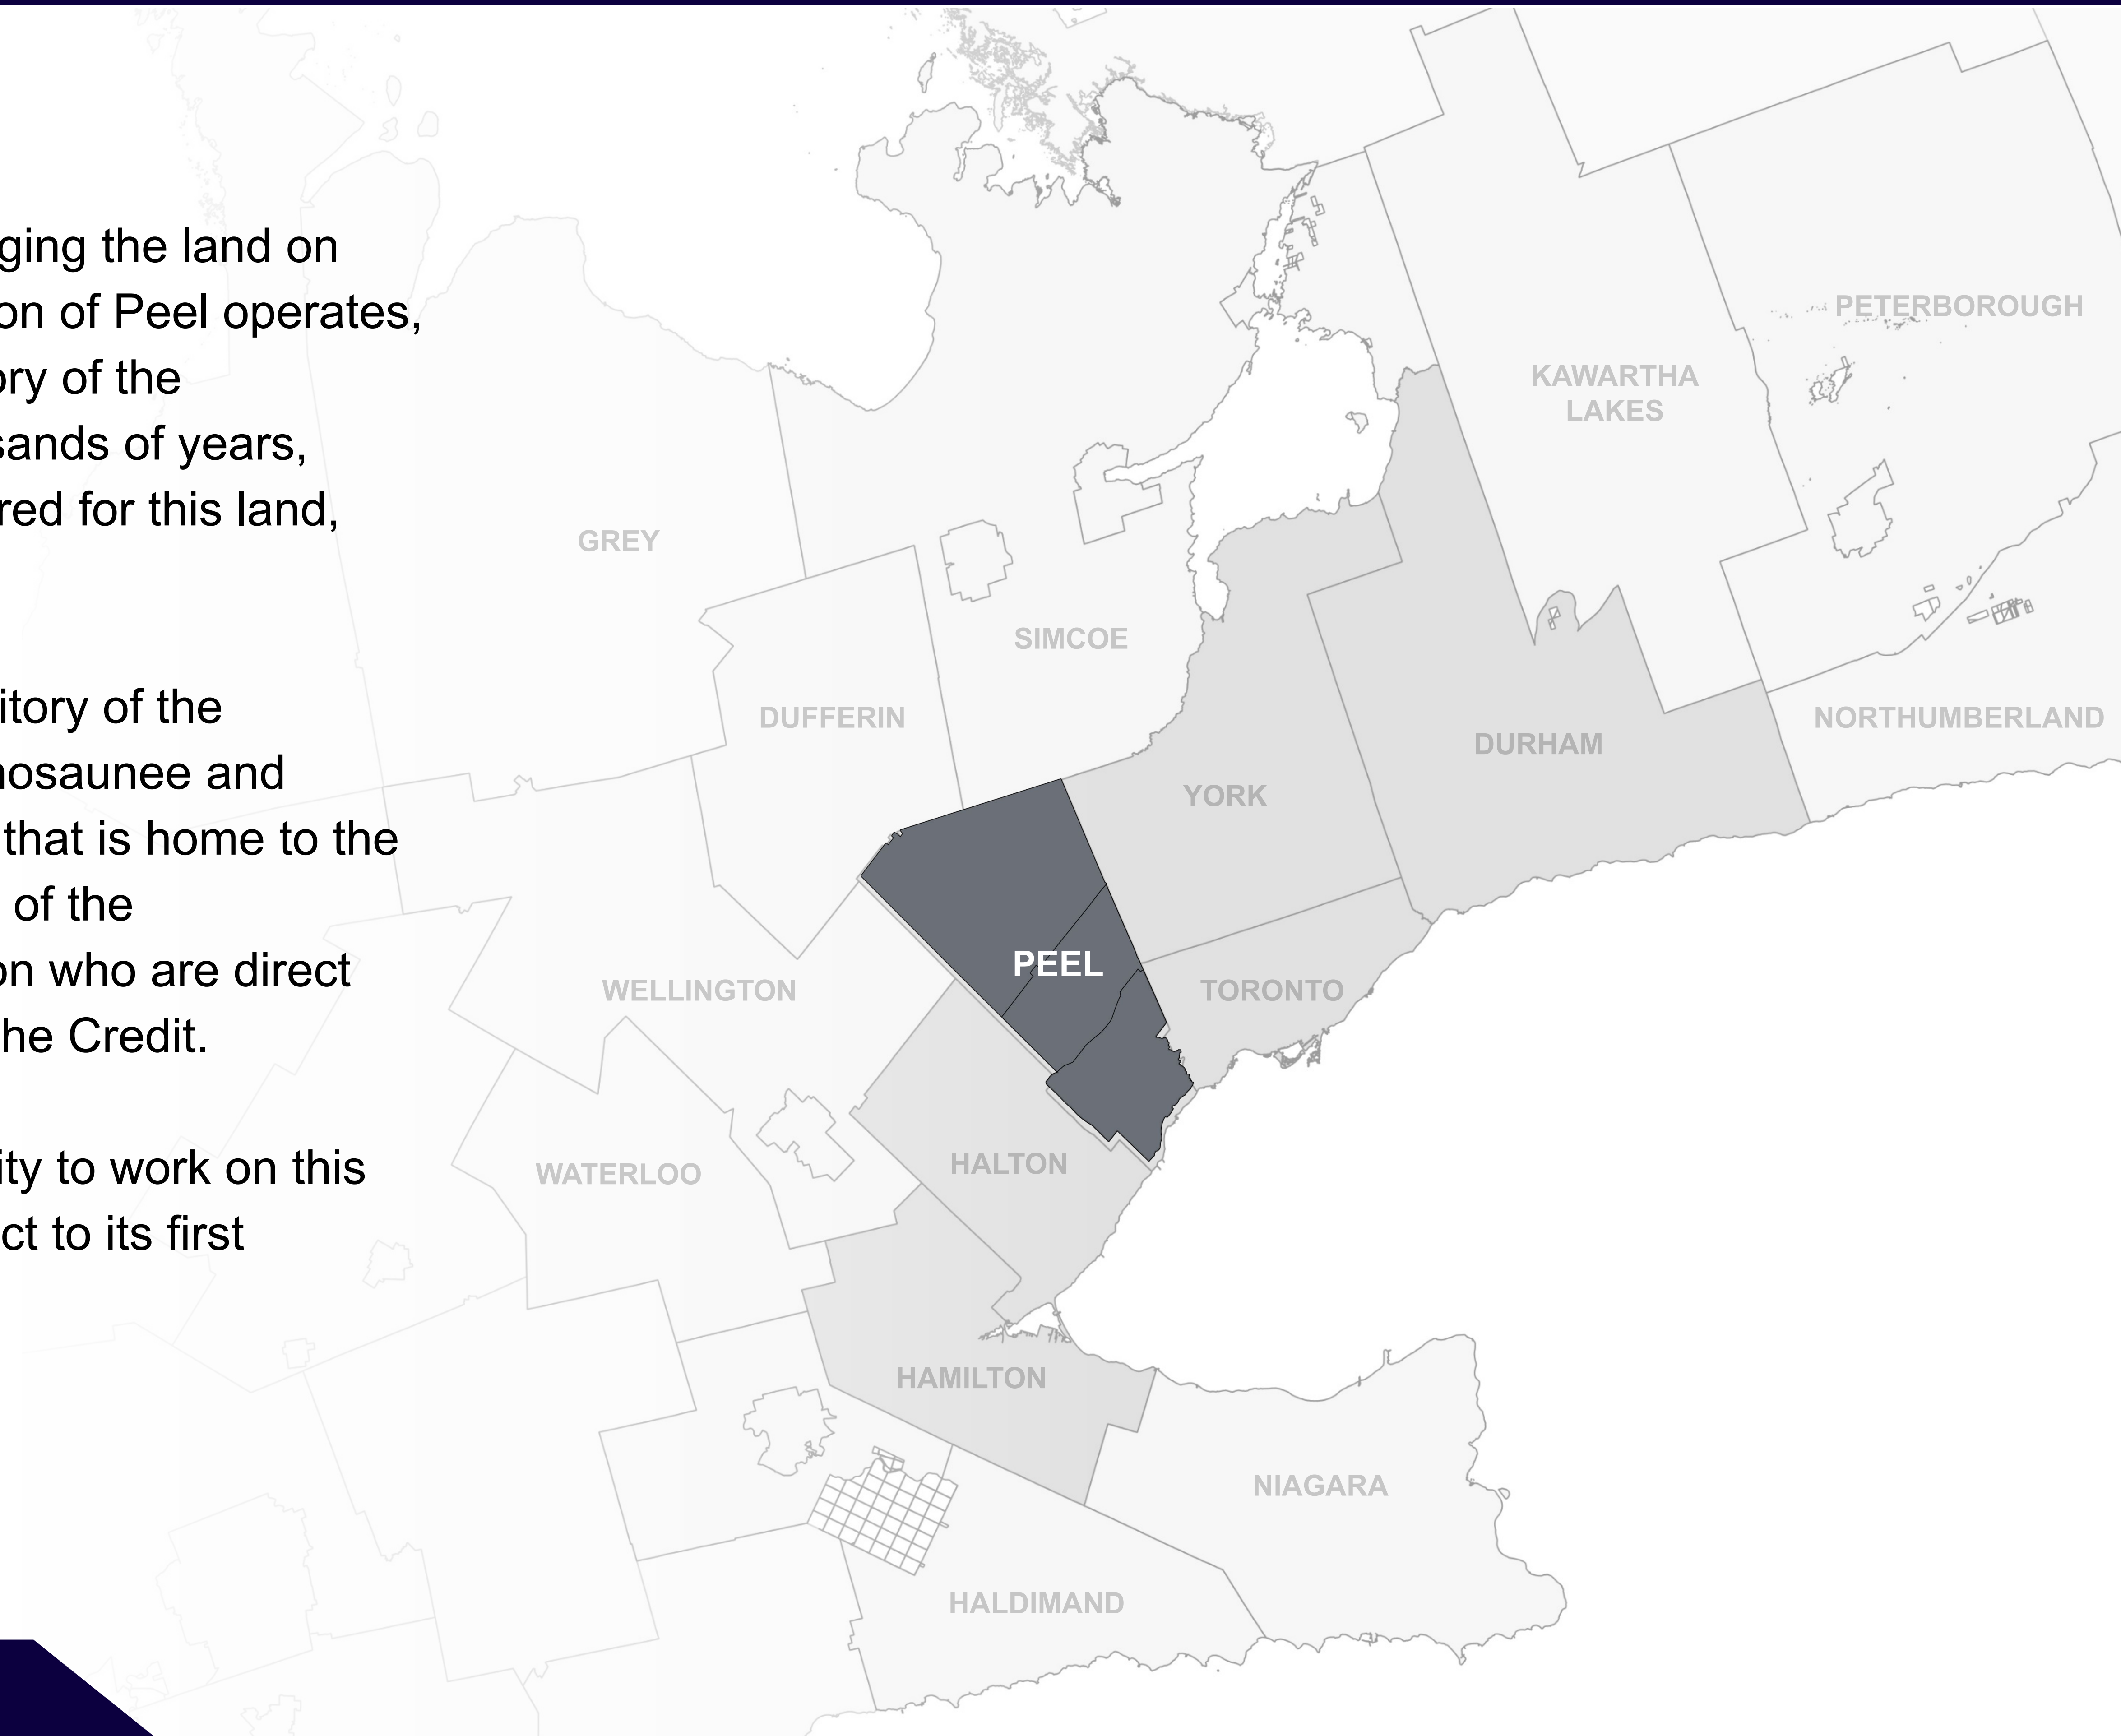 ging the land on
on of Peel operates,
ory of the
sands of years,
red for this land,
itory of the
nosaunee and
that is home to the
of the
on who are direct
he Credit.
ity to work on this
ct to its first
PETERBOROUGH
KAWARTHA
LAKES
GREY
SIMCOE
DUFFERIN
NORTHUMBERLAND
DURHAM
YORK
PEEL
WELLINGTON
TORONTO
HALTON
WATERLOO
HAMILTON
NIAGARA
HALDIMAND